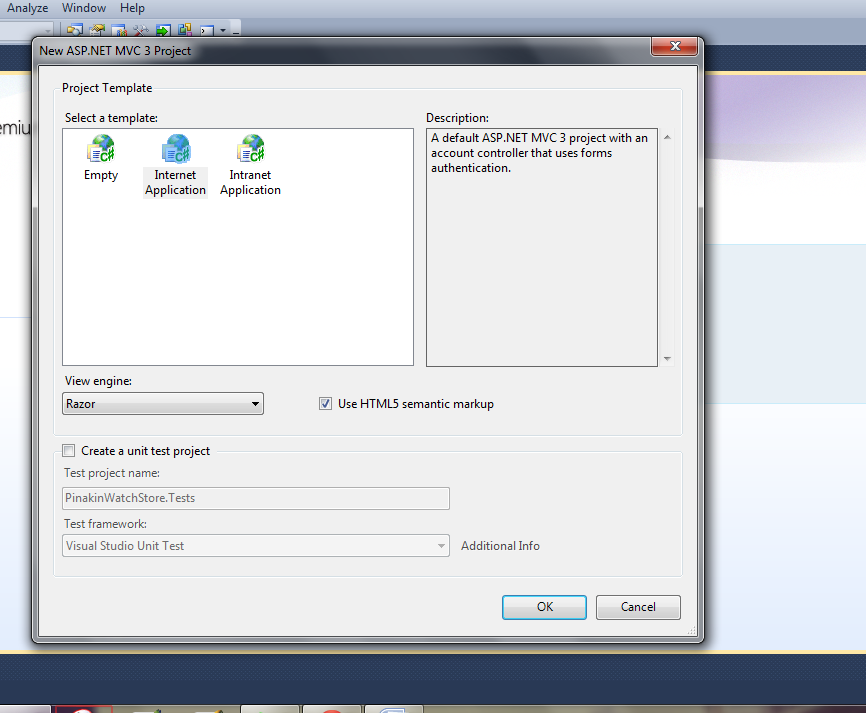 Analyze Window Help
New ASP.NET MVC 3 Project
emiu
Project Template
Select a template:
Empty
Internet Application
Intranet Application
Description:
A default ASP.NET MVC 3 project with an
account controller that uses forms
authentication.
View engine:
Razor
Use HTML5 semantic markup
Create a unit test project
Test project name:
PinakinWatchStore.Tests
Test framework:
Visual Studio Unit Test
Additional Info
OK
Cancel